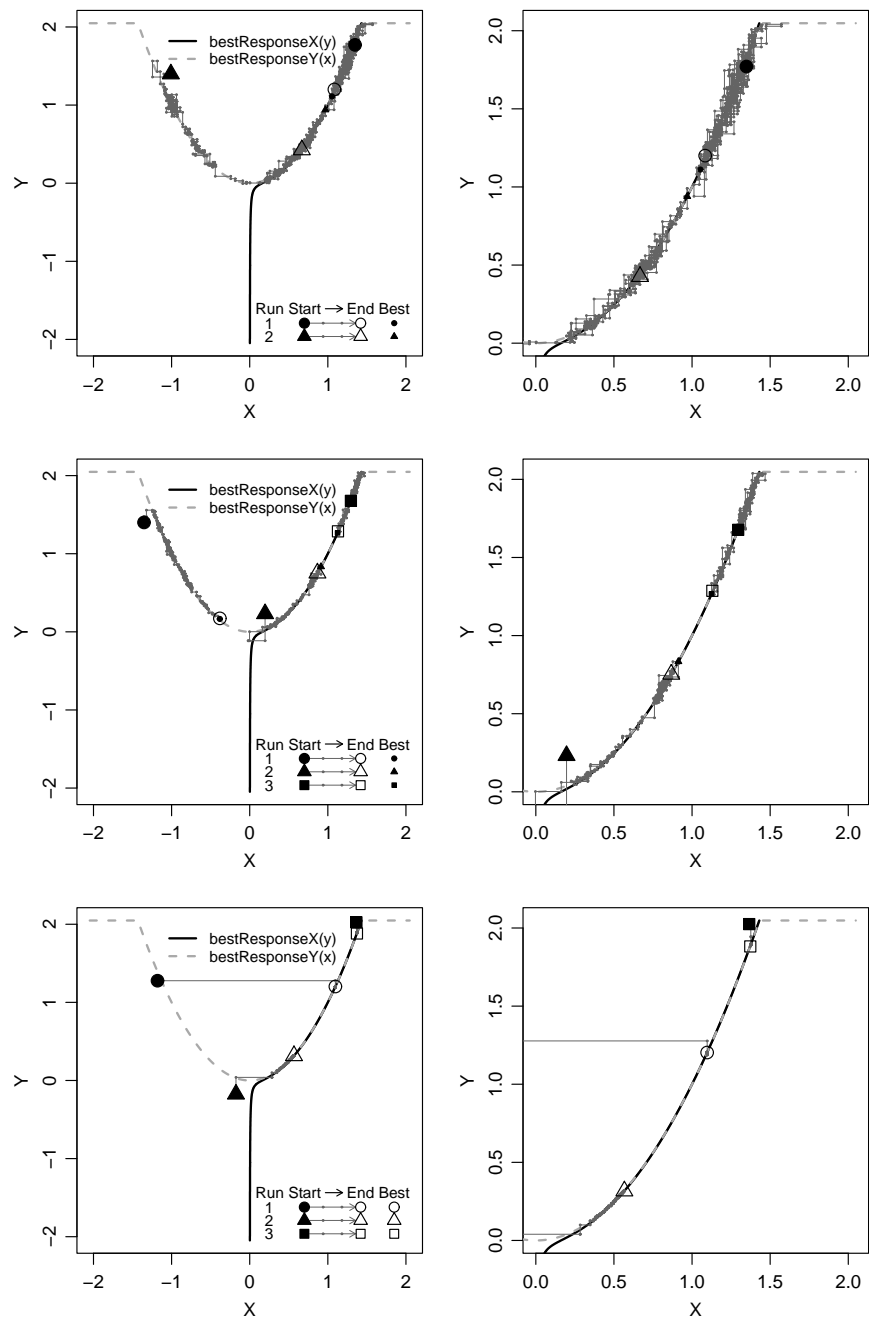 bestResponseX(y)
bestResponseY(x)
Run Start → End Best
1
2
Y
−2 −1 0 1 2
−2 −1 0 1 2
X
Y
0.0 0.5 1.0 1.5 2.0
0.0 0.5 1.0 1.5 2.0
X
bestResponseX(y)
bestResponseY(x)
Run Start → End Best
1
2
3
Y
−2 −1 0 1 2
−2 −1 0 1 2
X
Y
0.0 0.5 1.0 1.5 2.0
0.0 0.5 1.0 1.5 2.0
X
bestResponseX(y)
bestResponseY(x)
Run Start → End Best
1
2
3
Y
−2 −1 0 1 2
−2 −1 0 1 2
X
Y
0.0 0.5 1.0 1.5 2.0
0.0 0.5 1.0 1.5 2.0
X